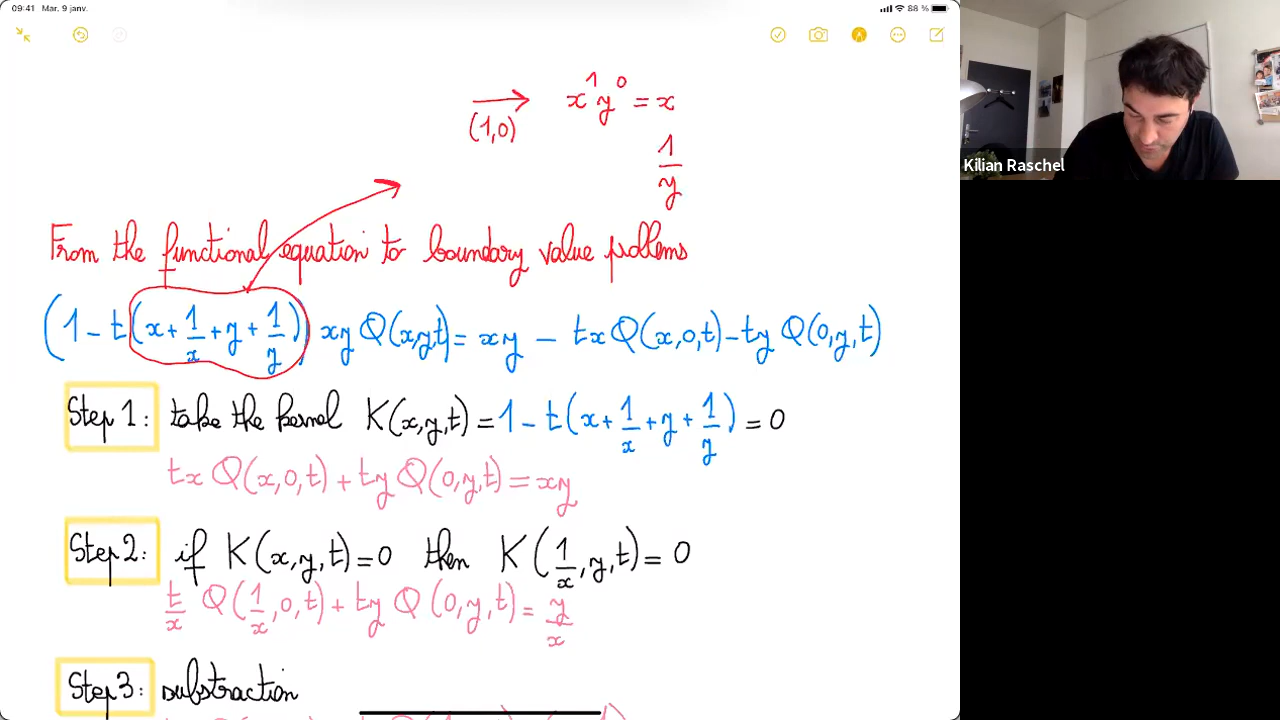 09:41 Mar. 9 janv.
88 %
(1,0) x^1 y^0 = x
1/y
From the functional equation to boundary value problems
(1 - t(x + 1/x + y + 1/y)) xy Q(x,y,t) = xy - tx Q(x,0,t) - ty Q(0,y,t)
Step 1: take the kernel K(x,y,t) = 1 - t(x + 1/x + y + 1/y) = 0
tx Q(x,0,t) + ty Q(0,y,t) = xy
Step 2: if K(x,y,t) = 0 then K(1/x,y,t) = 0
t/x Q(1/x,0,t) + ty Q(0,y,t) = y/x
Step 3: substraction
Kilian Raschel